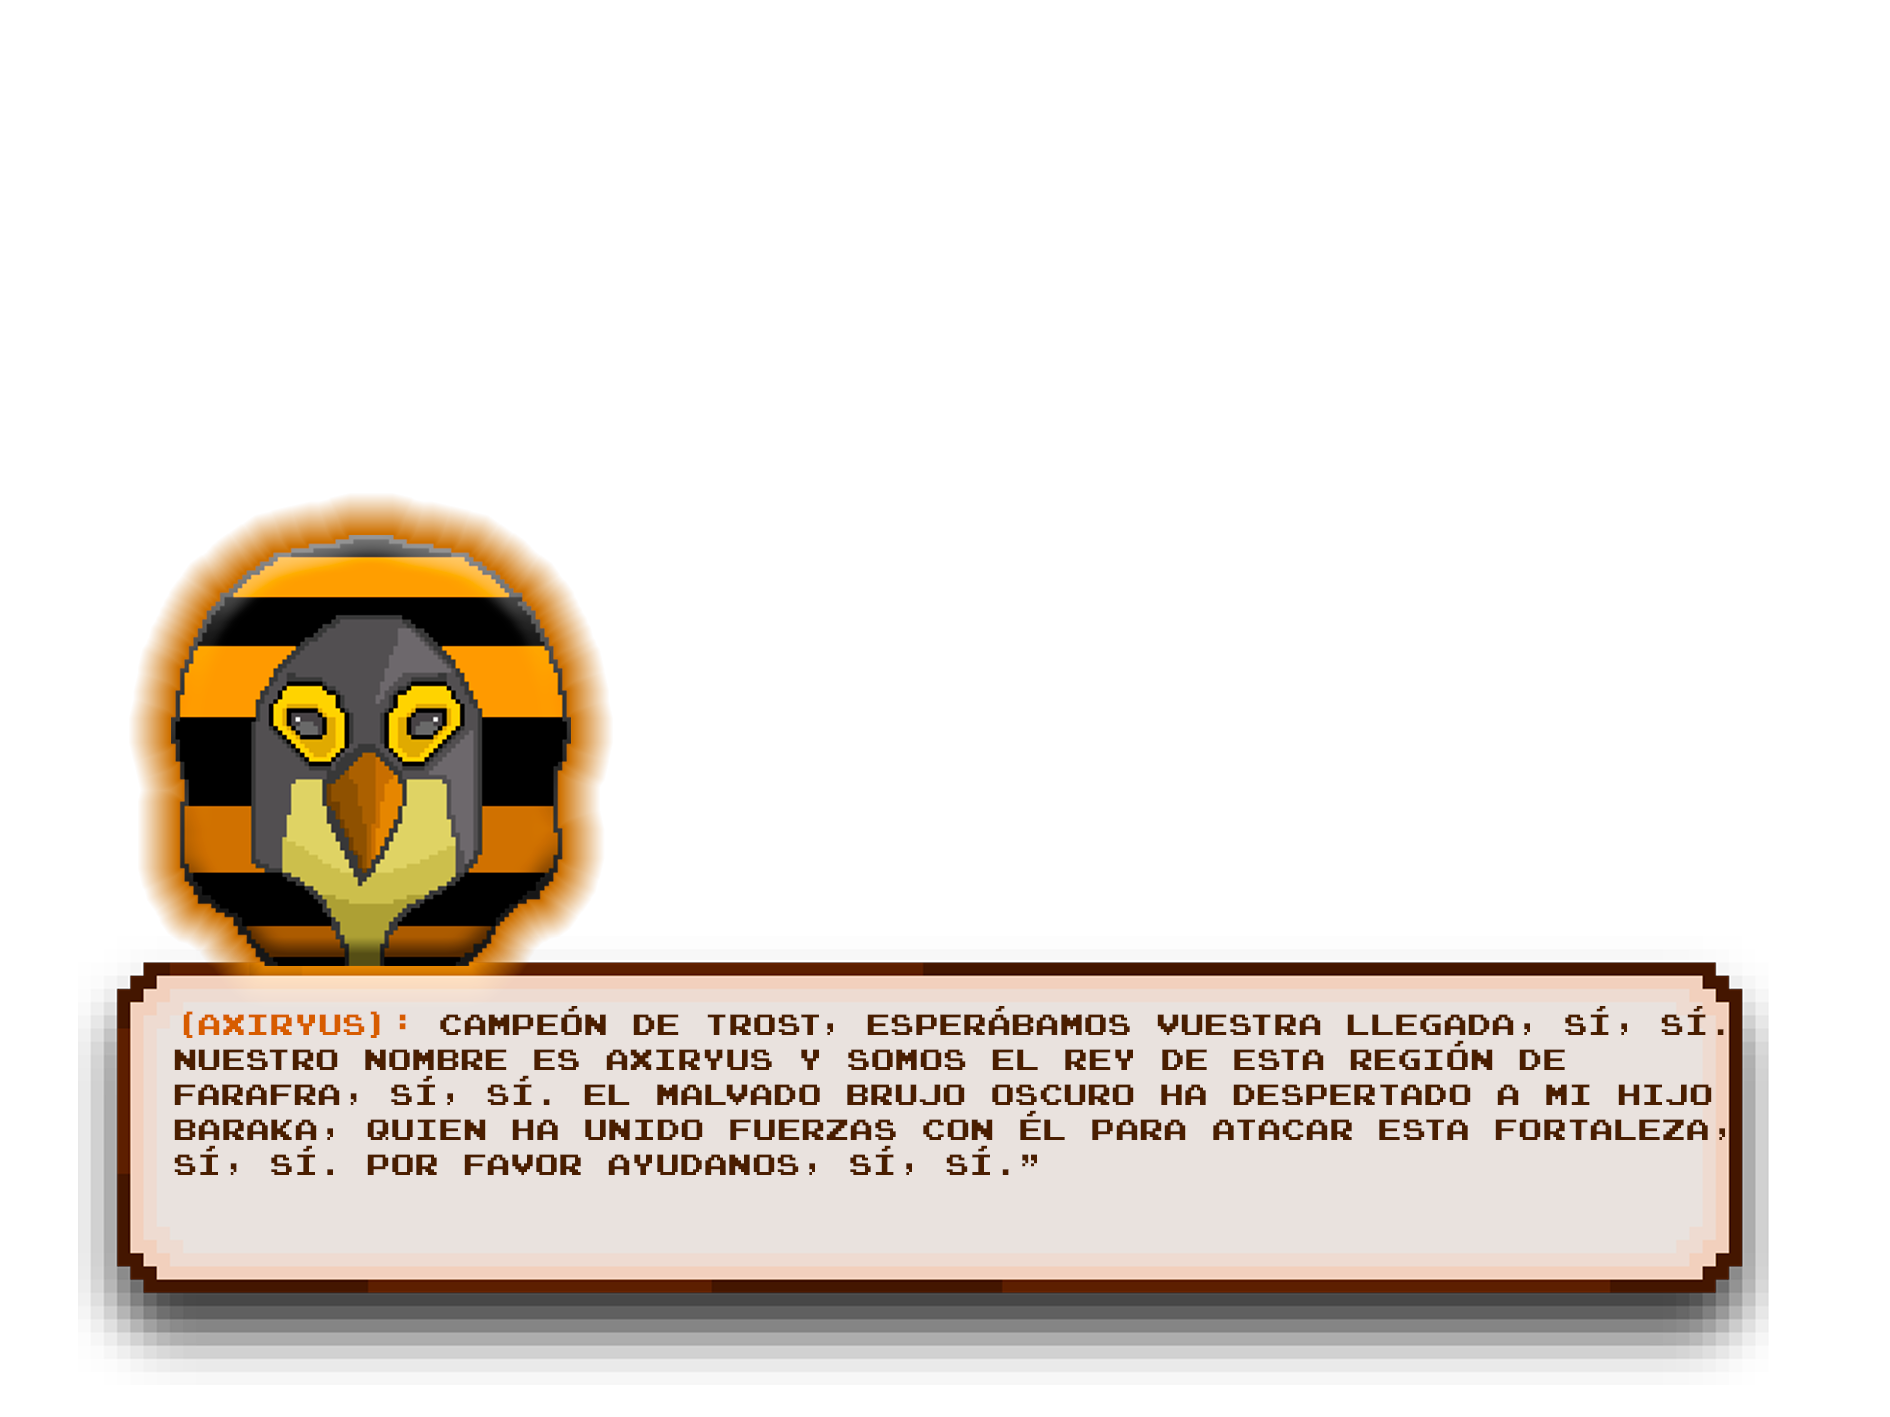 [AXIRYUS]: CAMPEÓN DE TROST, ESPERÁBAMOS VUESTRA LLEGADA, SÍ, SÍ.
NUESTRO NOMBRE ES AXIRYUS Y SOMOS EL REY DE ESTA REGIÓN DE
FARAFRA, SÍ, SÍ. EL MALVADO BRUJO OSCURO HA DESPERTADO A MI HIJO
BARAKA, QUIEN HA UNIDO FUERZAS CON ÉL PARA ATACAR ESTA FORTALEZA,
SÍ, SÍ. POR FAVOR AYUDANOS, SÍ, SÍ.”